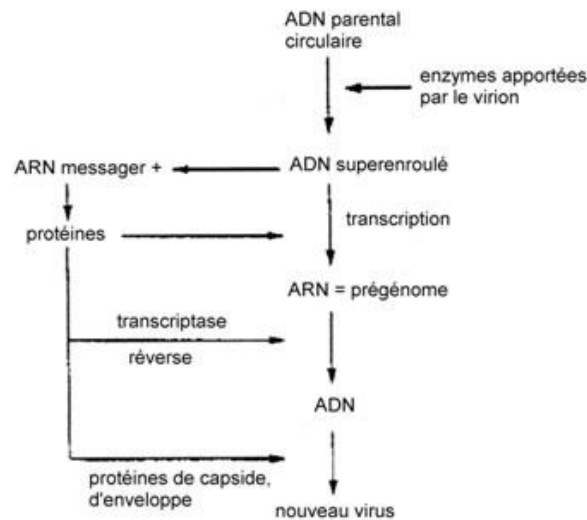 ADN parental
circulaire
enzymes apportées
par le virion
ARN messager +
ADN superenroulé
transcription
protéines
ARN = prégénome
transcriptase
réverse
ADN
protéines de capside,
d'enveloppe
nouveau virus